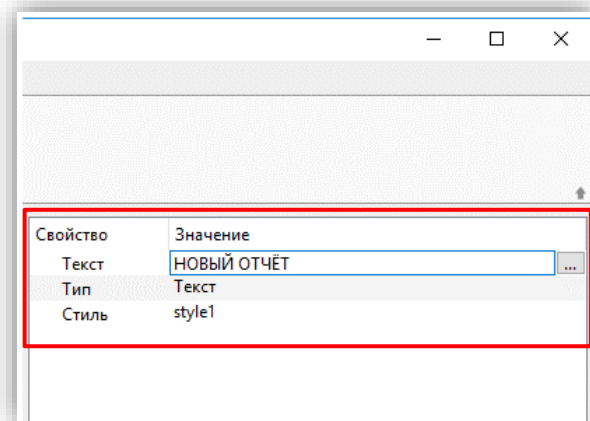 Свойство Значение
Текст НОВЫЙ ОТЧЁТ ...
Тип Текст
Стиль style1